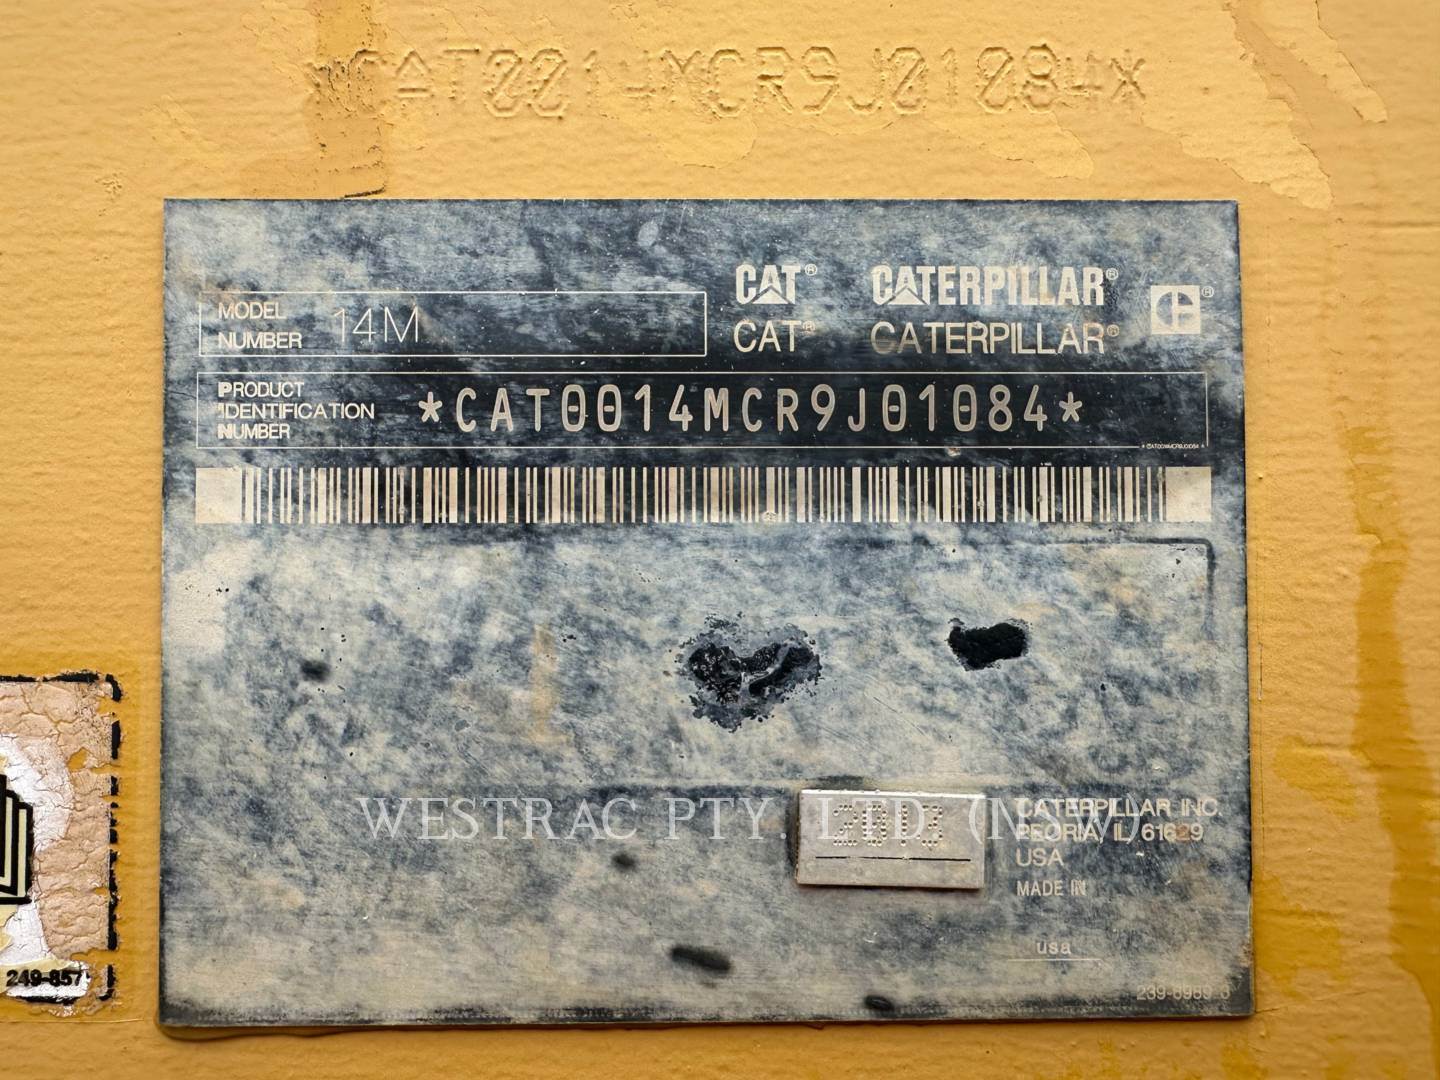 *CAT0014MCR9J01084*
MODEL
NUMBER
14M
CAT® CATERPILLAR®
CAT® CATERPILLAR®
PRODUCT
IDENTIFICATION
NUMBER
*CAT0014MCR9J01084*
*CAT0014MCR9J01084*
WESTRAC PTY. LTD. (NSW)
2013
CATERPILLAR INC.
PEORIA, IL 61629
USA
MADE IN
usa
249-857